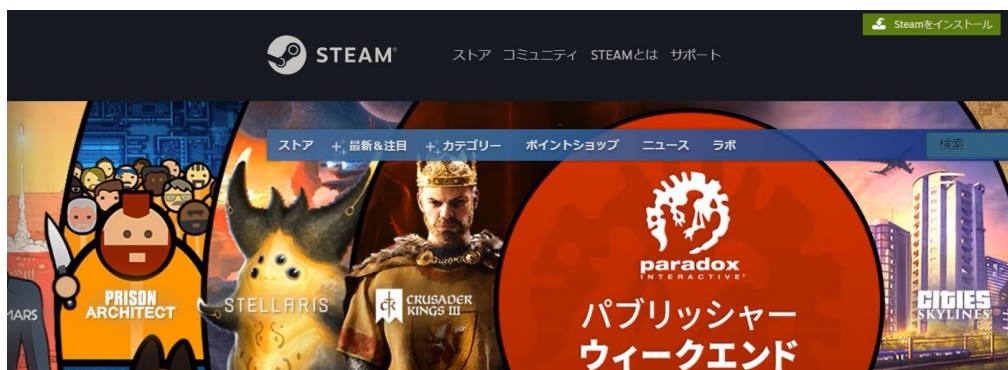 Steamをインストール
STEAM®
ストア コミュニティ STEAMとは サポート
ストア 最新&注目 カテゴリー ポイントショップ ニュース ラボ 検索
MARS
PRISON
ARCHITECT
STELLARIS
CK
CRUSADER
KINGS III
paradox
INTERACTIVE
パブリッシャー
ウィークエンド
CITIES
SKYLINES